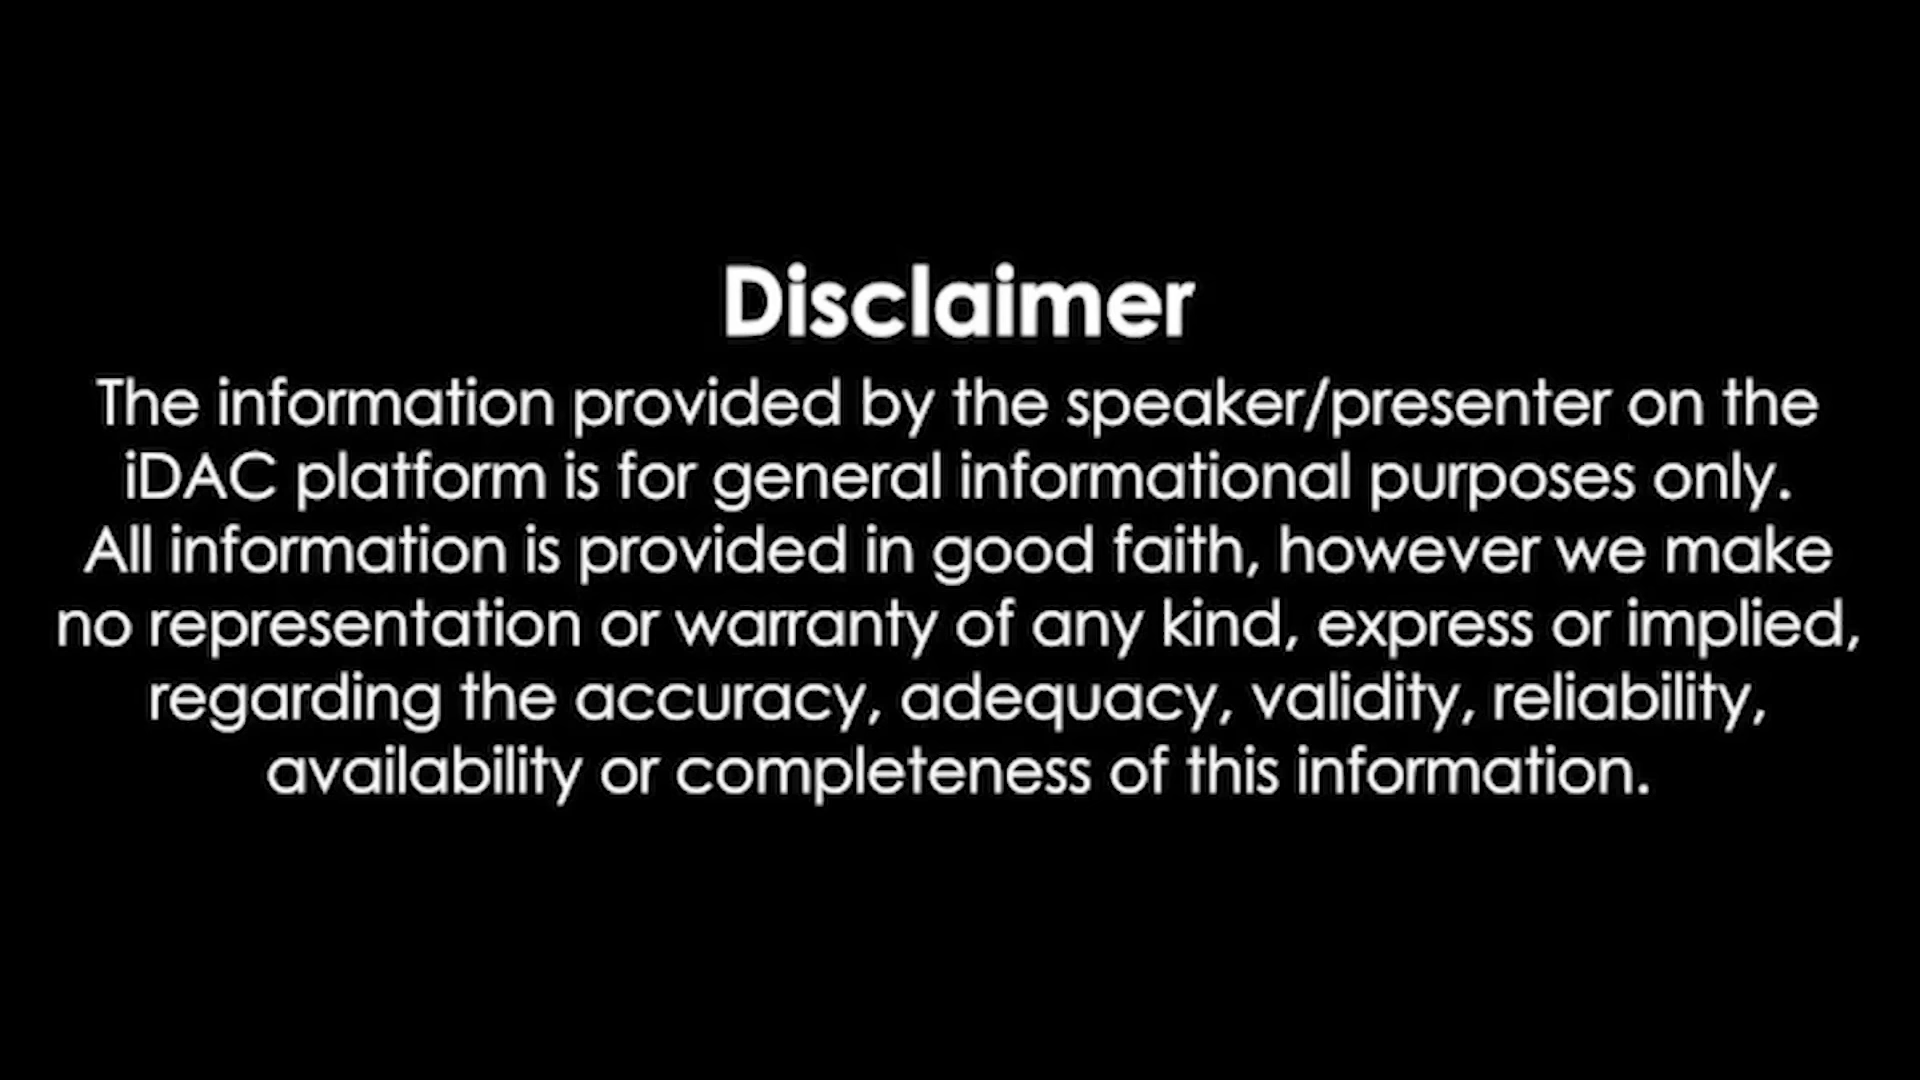 Disclaimer
The information provided by the speaker/presenter on the
iDAC platform is for general informational purposes only.
All information is provided in good faith, however we make
no representation or warranty of any kind, express or implied,
regarding the accuracy, adequacy, validity, reliability,
availability or completeness of this information.